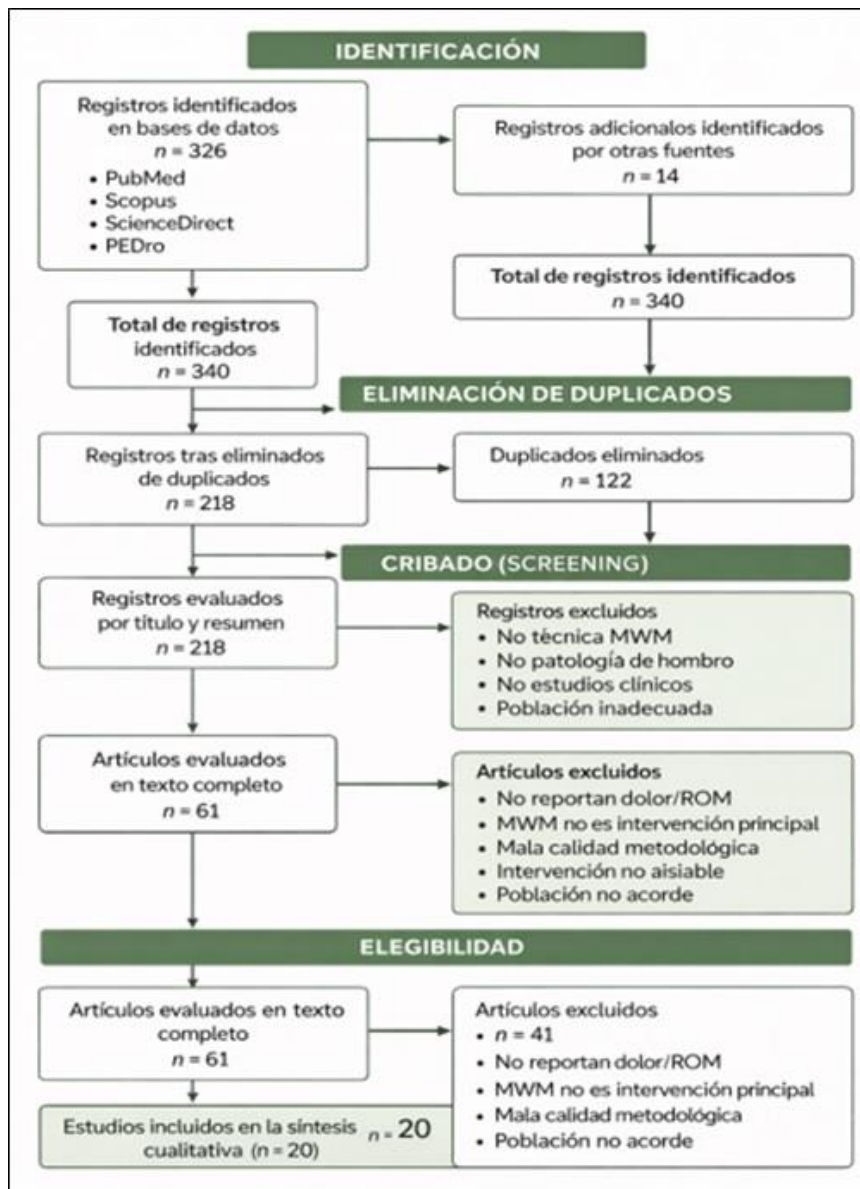 IDENTIFICACIÓN
Registros identificados
en bases de datos
n = 326
• PubMed
• Scopus
• ScienceDirect
• PEDro
Registros adicionalos identificados
por otras fuentes
n = 14
Total de registros identificados
n = 340
Total de registros
identificados
n = 340
ELIMINACIÓN DE DUPLICADOS
Registros tras eliminados
de duplicados
n = 218
Duplicados eliminados
n = 122
CRIBADO (SCREENING)
Registros evaluados
por título y resumen
n = 218
Registros excluidos
• No técnica MWM
• No patología de hombro
• No estudios clínicos
• Población inadecuada
Artículos evaluados
en texto completo
n = 61
Artículos excluidos
• No reportan dolor/ROM
• MWM no es intervención principal
• Mala calidad metodológica
• Intervención no aisiable
• Población no acorde
ELEGIBILIDAD
Artículos evaluados en texto
completo
n = 61
Artículos excluidos
• n = 41
• No reportan dolor/ROM
• MWM no es intervención principal
• Mala calidad metodológica
• Población no acorde
Estudios incluidos en la síntesis
cualitativa (n = 20)
n = 20